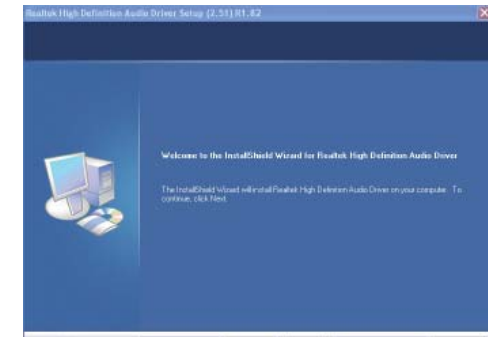 Realtek High Definition Audio Driver Setup (2.51) R1.82
Welcome to the InstallShield Wizard for Realtek High Definition Audio Driver
The InstallShield Wizard will install Realtek High Definition Audio Driver on your computer. To
continue, click Next.